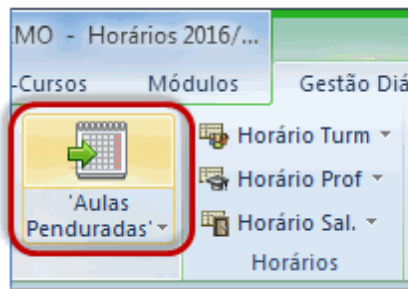 MO - Horários 2016/...
-Cursos Módulos Gestão Diá
'Aulas
Penduradas'
Horário Turm
Horário Prof
Horário Sal.
Horários